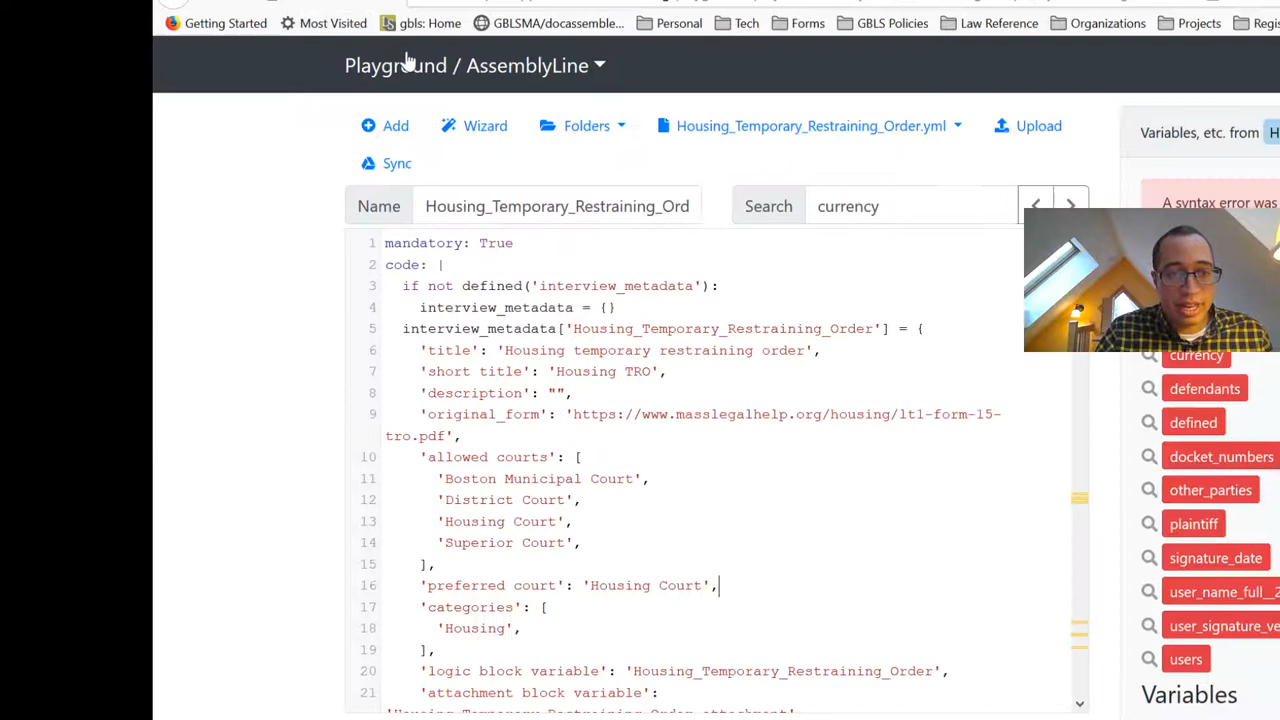 Getting Started Most Visited gbls: Home GBLSMA/docassemble... Personal Tech Forms GBLS Policies Law Reference Organizations Projects Regis
Playground / AssemblyLine
Add Wizard Folders Housing_Temporary_Restraining_Order.yml Upload
Sync
Variables, etc. from H
Name Housing_Temporary_Restraining_Ord Search currency
A syntax error was
1 mandatory: True
2 code: |
3 if not defined('interview_metadata'):
4 interview_metadata = {}
5 interview_metadata['Housing_Temporary_Restraining_Order'] = {
6 'title': 'Housing temporary restraining order',
7 'short title': 'Housing TRO',
8 'description': "",
9 'original_form': 'https://www.masslegalhelp.org/housing/lt1-form-15-
tro.pdf',
10 'allowed courts': [
11 'Boston Municipal Court',
12 'District Court',
13 'Housing Court',
14 'Superior Court',
15 ],
16 'preferred court': 'Housing Court',
17 'categories': [
18 'Housing',
19 ],
20 'logic block variable': 'Housing_Temporary_Restraining_Order',
21 'attachment block variable':
'Housing_Temporary_Restraining_Order_attachment',
currency
defendants
defined
docket_numbers
other_parties
plaintiff
signature_date
user_name_full__2
user_signature_ve
users
Variables